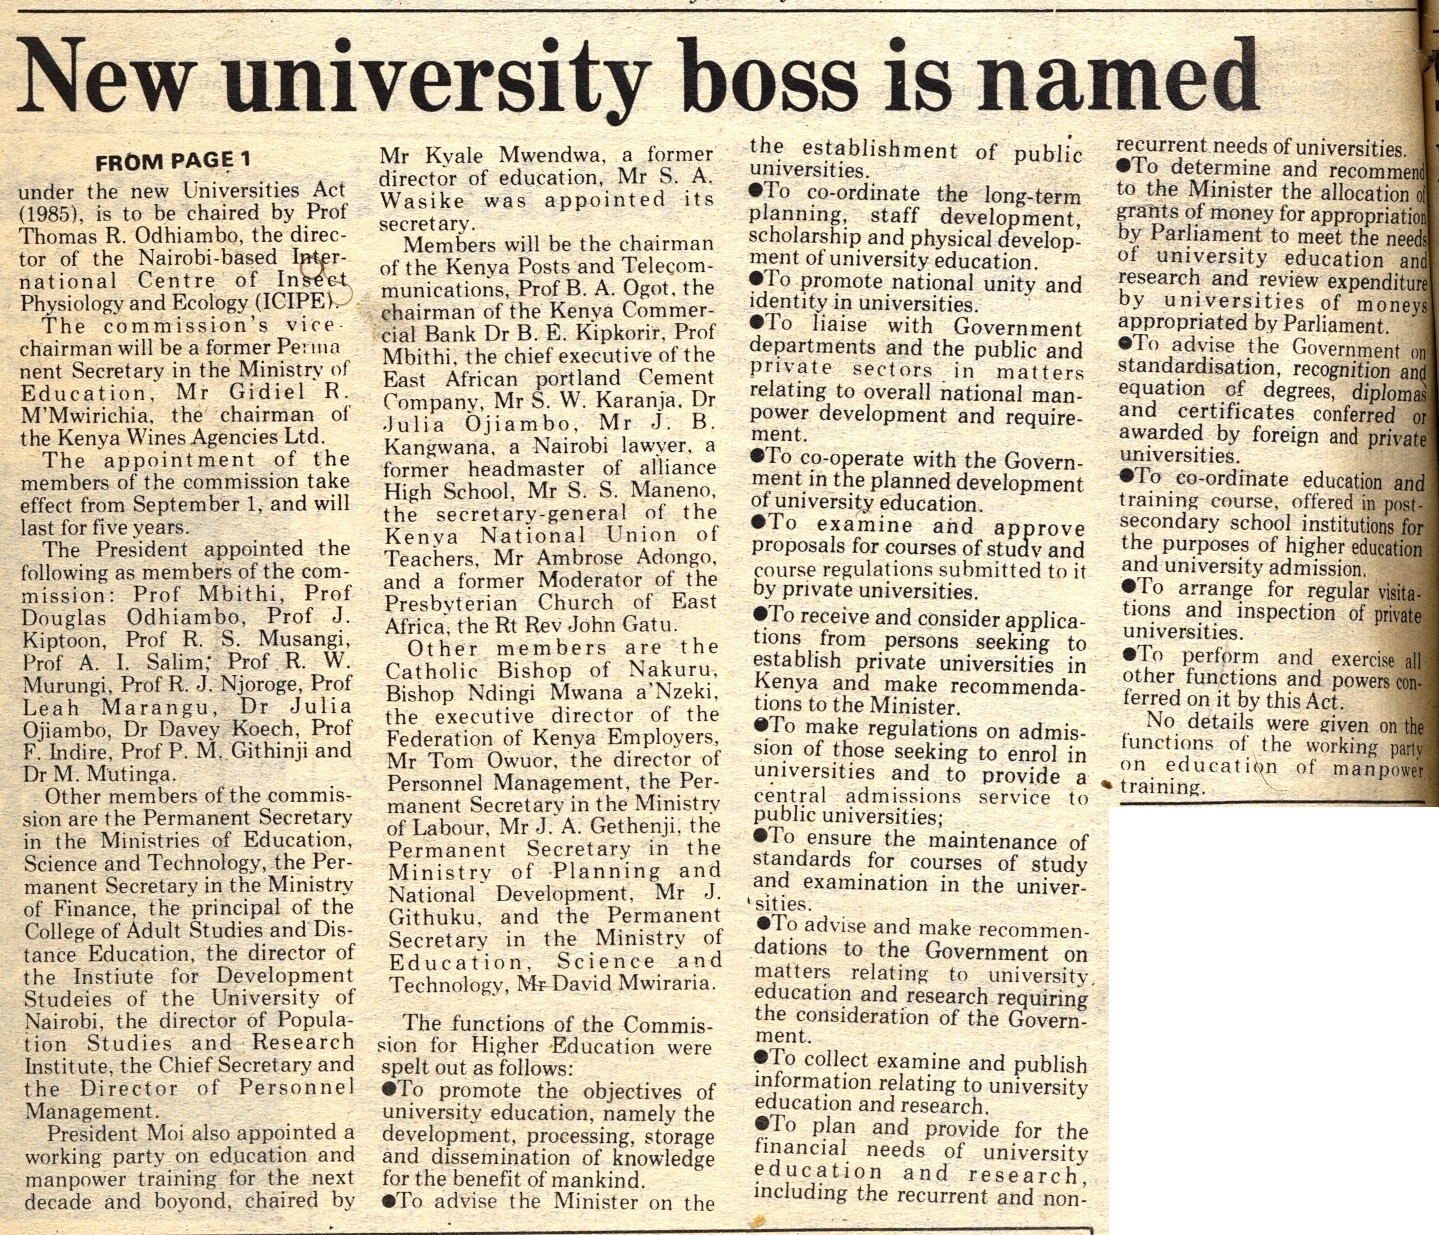 New university boss is named
FROM PAGE 1
under the new Universities Act
(1985), is to be chaired by Prof
Thomas R. Odhiambo, the direc-
tor of the Nairobi-based Inter-
national Centre of Insect
Physiology and Ecology (ICIPE).
The commission's vice-
chairman will be a former Perma
nent Secretary in the Ministry of
Education, Mr Gidiel R.
M'Mwirichia, the chairman of
the Kenya Wines Agencies Ltd.
The appointment of the
members of the commission take
effect from September 1, and will
last for five years.
The President appointed the
following as members of the com-
mission: Prof Mbithi, Prof
Douglas Odhiambo, Prof J.
Kiptoon, Prof R. S. Musangi,
Prof A. I. Salim, Prof R. W.
Murungi, Prof R. J. Njoroge, Prof
Leah Marangu, Dr Julia
Ojiambo, Dr Davey Koech, Prof
F. Indire, Prof P. M. Githinji and
Dr M. Mutinga.
Other members of the commis-
sion are the Permanent Secretary
in the Ministries of Education,
Science and Technology, the Per-
manent Secretary in the Ministry
of Finance, the principal of the
College of Adult Studies and Dis-
tance Education, the director of
the Instiute for Development
Studeies of the University of
Nairobi, the director of Popula-
tion Studies and Research
Institute, the Chief Secretary and
the Director of Personnel
Management.
President Moi also appointed a
working party on education and
manpower training for the next
decade and boyond, chaired by
Mr Kyale Mwendwa, a former
director of education, Mr S. A.
Wasike was appointed its
secretary.
Members will be the chairman
of the Kenya Posts and Telecom-
munications, Prof B. A. Ogot, the
chairman of the Kenya Commer-
cial Bank Dr B. E. Kipkorir, Prof
Mbithi, the chief executive of the
East African portland Cement
Company, Mr S. W. Karanja, Dr
Julia Ojiambo, Mr J. B.
Kangwana, a Nairobi lawyer, a
former headmaster of alliance
High School, Mr S. S. Maneno,
the secretary-general of the
Kenya National Union of
Teachers, Mr Ambrose Adongo,
and a former Moderator of the
Presbyterian Church of East
Africa, the Rt Rev John Gatu.
Other members are the
Catholic Bishop of Nakuru,
Bishop Ndingi Mwana a'Nzeki,
the executive director of the
Federation of Kenya Employers,
Mr Tom Owuor, the director of
Personnel Management, the Per-
manent Secretary in the Ministry
of Labour, Mr J. A. Gethenji, the
Permanent Secretary in the
Ministry of Planning and
National Development, Mr J.
Githuku, and the Permanent
Secretary in the Ministry of
Education, Science and
Technology, Mr David Mwiraria.
The functions of the Commis-
sion for Higher Education were
spelt out as follows:
●To promote the objectives of
university education, namely the
development, processing, storage
and dissemination of knowledge
for the benefit of mankind.
●To advise the Minister on the
the establishment of public
universities.
●To co-ordinate the long-term
planning, staff development,
scholarship and physical develop-
ment of university education.
●To promote national unity and
identity in universities.
●To liaise with Government
departments and the public and
private sectors in matters
relating to overall national man-
power development and require-
ment.
●To co-operate with the Govern-
ment in the planned development
of university education.
●To examine and approve
proposals for courses of study and
course regulations submitted to it
by private universities.
●To receive and consider applica-
tions from persons seeking to
establish private universities in
Kenya and make recommenda-
tions to the Minister.
●To make regulations on admis-
sion of those seeking to enrol in
universities and to provide a
central admissions service to
public universities;
●To ensure the maintenance of
standards for courses of study
and examination in the univer-
sities.
●To advise and make recommen-
dations to the Government on
matters relating to university
education and research requiring
the consideration of the Govern-
ment.
●To collect examine and publish
information relating to university
education and research.
●To plan and provide for the
financial needs of university
education and research,
including the recurrent and non-
recurrent needs of universities.
●To determine and recommend
to the Minister the allocation of
grants of money for appropriation
by Parliament to meet the needs
of university education and
research and review expenditure
by universities of moneys
appropriated by Parliament.
●To advise the Government on
standardisation, recognition and
equation of degrees, diplomas
and certificates conferred or
awarded by foreign and private
universities.
●To co-ordinate education and
training course, offered in post-
secondary school institutions for
the purposes of higher education
and university admission.
●To arrange for regular visita-
tions and inspection of private
universities.
●To perform and exercise all
other functions and powers con-
ferred on it by this Act.
No details were given on the
functions of the working party
on education of manpower
training.